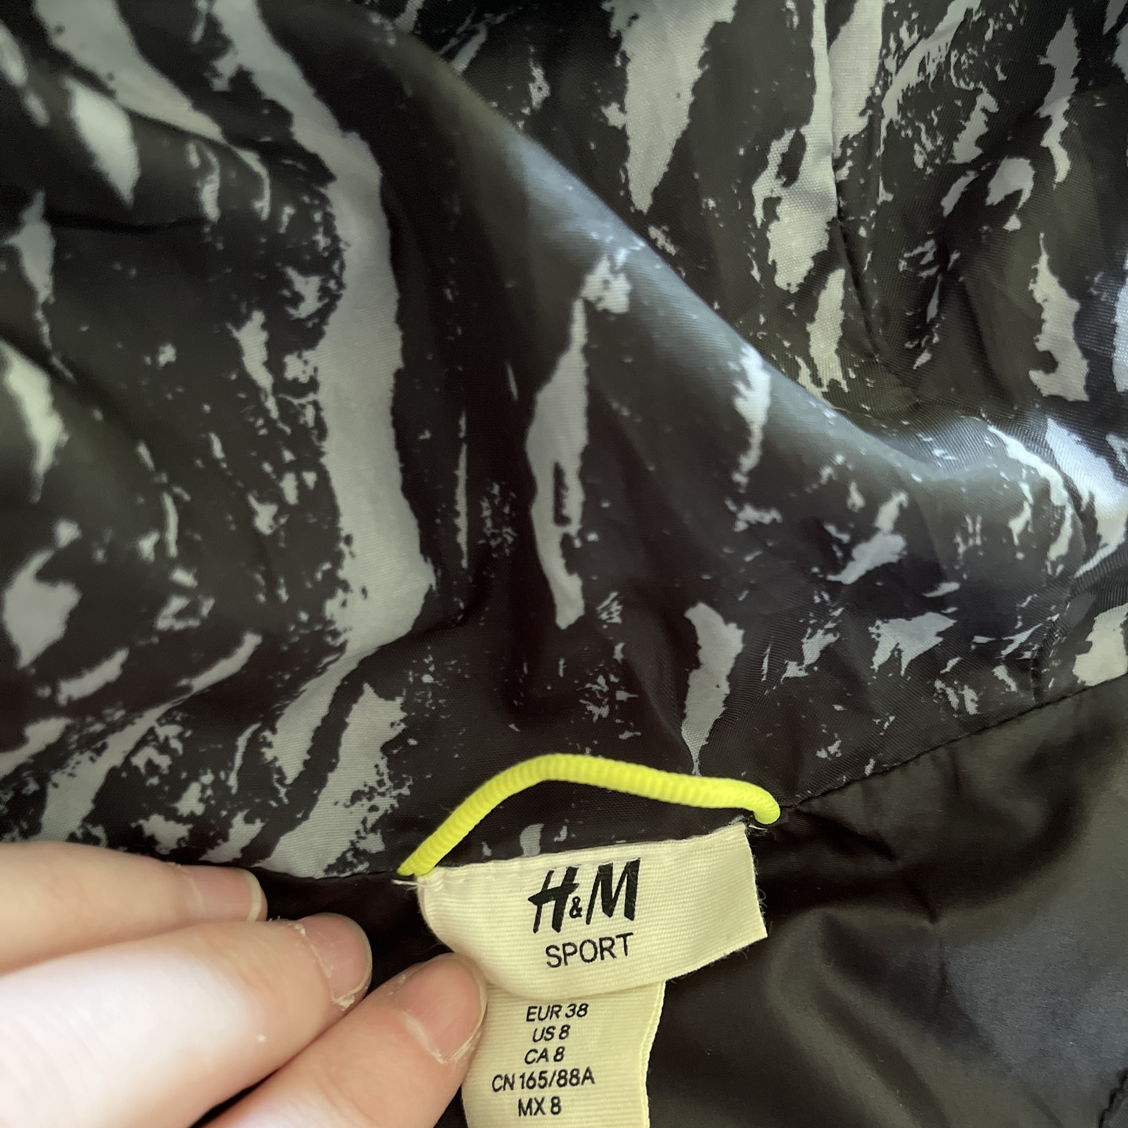 H&M
SPORT
EUR 38
US 8
CA 8
CN 165/88A
MX 8